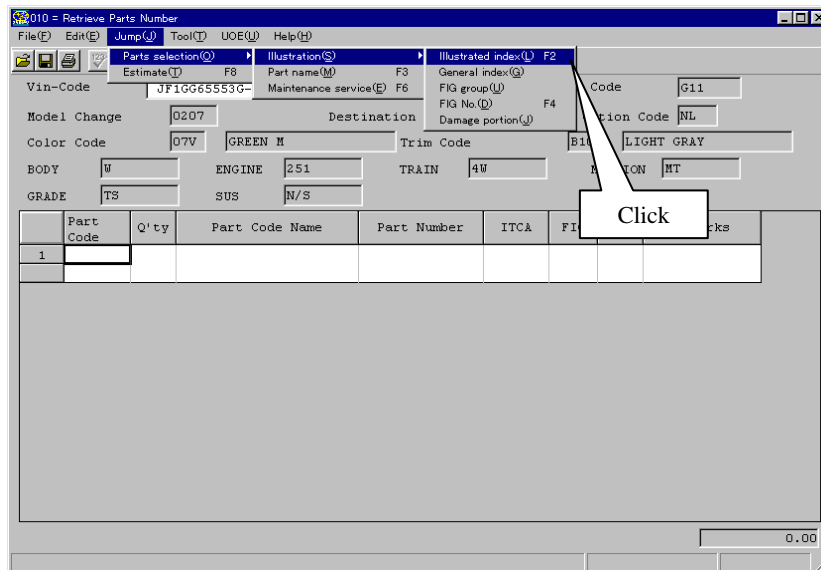 010 = Retrieve Parts Number
File(F) Edit(E) Jump(J) Tool(T) UOE(U) Help(H)
Parts selection(O) Illustration(S) Illustrated index(L) F2
Estimate(T) F8 Part name(M) F3 General index(G)
Maintenance service(E) F6 FIG group(U)
FIG No.(D) F4
Damage portion(J)
Vin-Code JF1GG65553G- Code G11
Model Change 0207 Destination tion Code NL
Color Code 07V GREEN M Trim Code B10 LIGHT GRAY
BODY W ENGINE 251 TRAIN 4W ION MT
GRADE TS SUS N/S
Click
Part Code Q'ty Part Code Name Part Number ITCA FIG rks
1
0.00